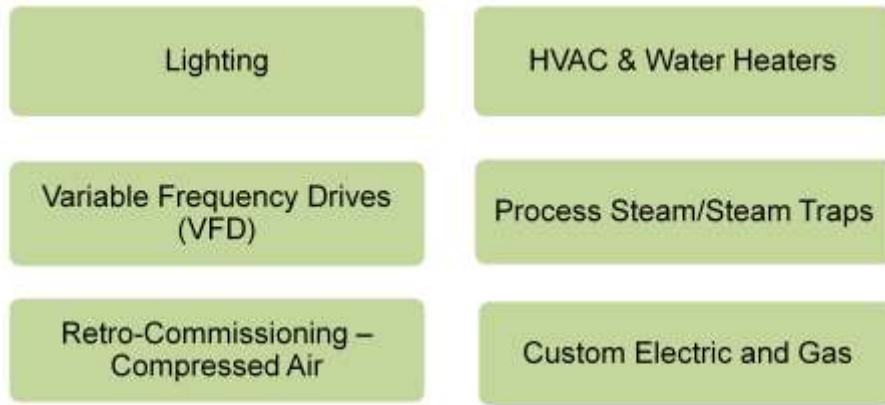 Lighting
HVAC & Water Heaters
Variable Frequency Drives
(VFD)
Process Steam/Steam Traps
Retro-Commissioning –
Compressed Air
Custom Electric and Gas